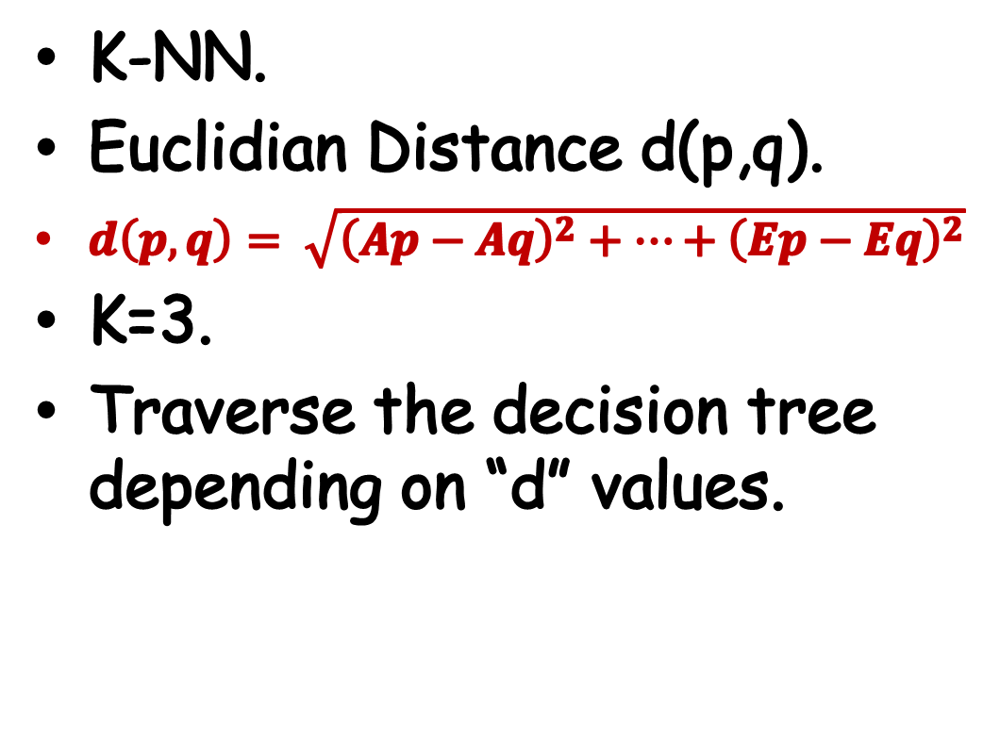 • K-NN.
• Euclidian Distance d(p,q).
• d(p, q) = √((Ap − Aq)² + ⋯ + (Ep − Eq)²)
• K=3.
• Traverse the decision tree
depending on “d” values.